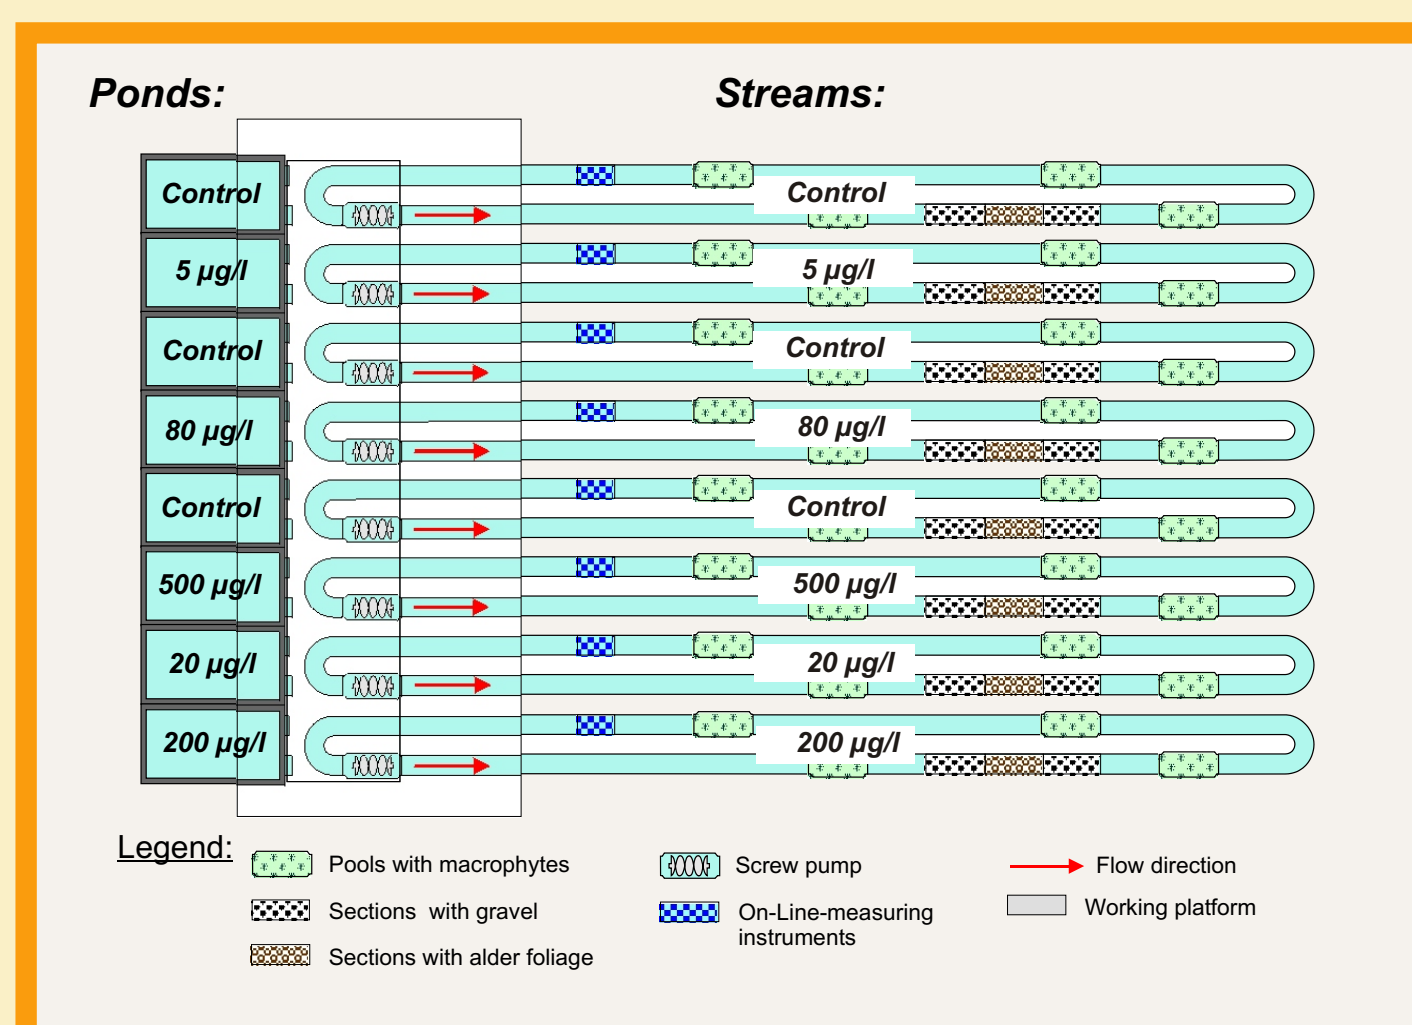 Ponds:
Streams:
Control
Control
5 µg/l
5 µg/l
Control
Control
80 µg/l
80 µg/l
Control
Control
500 µg/l
500 µg/l
20 µg/l
20 µg/l
200 µg/l
200 µg/l
Legend:
Pools with macrophytes
Screw pump
Flow direction
Sections with gravel
On-Line-measuring
instruments
Working platform
Sections with alder foliage